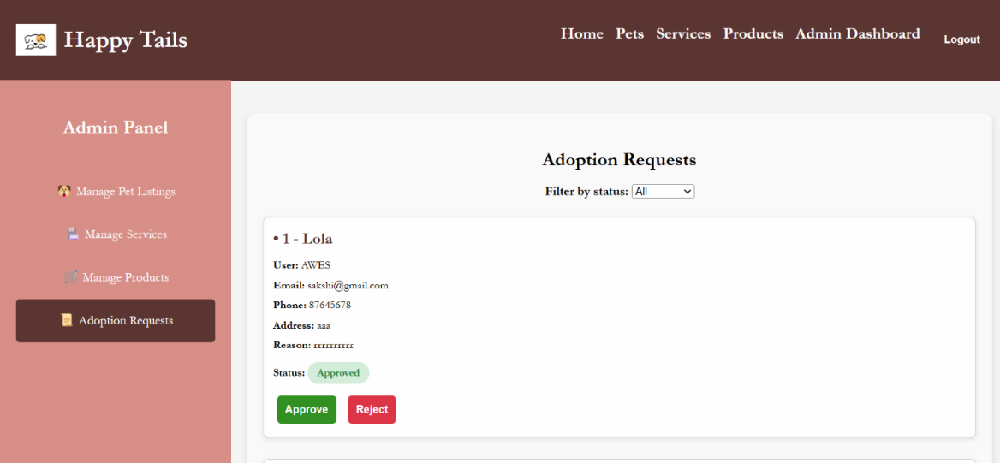 Happy Tails
Home Pets Services Products Admin Dashboard Logout
Admin Panel
Manage Pet Listings
Manage Services
Manage Products
Adoption Requests
Adoption Requests
Filter by status: All
• 1 - Lola
User: AWES
Email: sakshi@gmail.com
Phone: 87645678
Address: aaa
Reason: rrrrrrrrrr
Status: Approved
Approve Reject